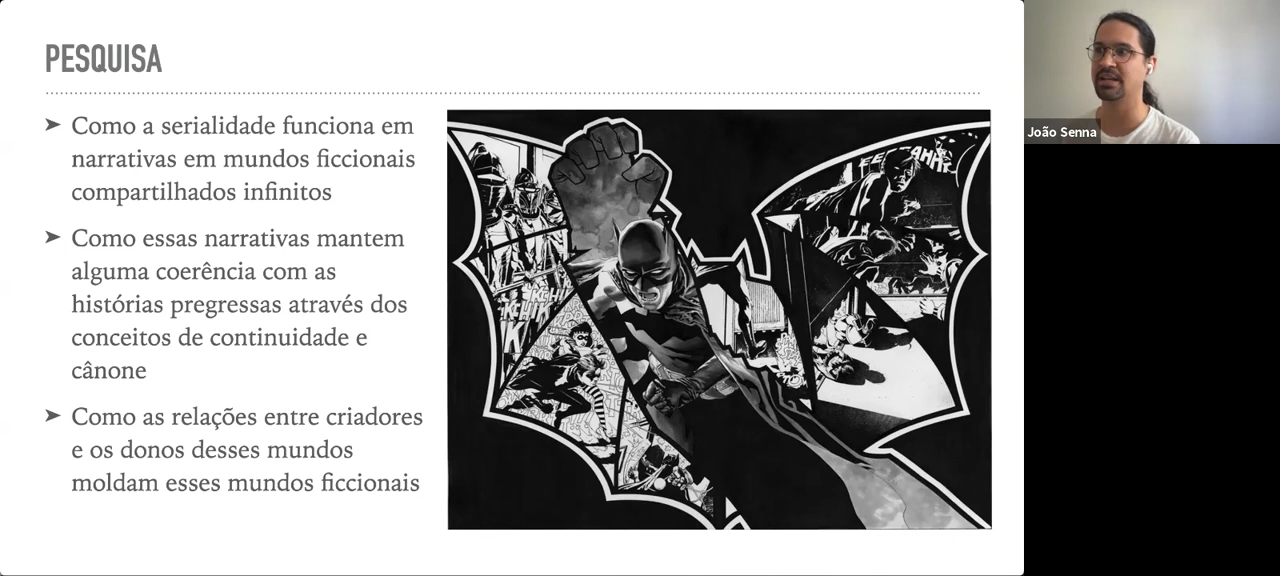 PESQUISA
➤ Como a serialidade funciona em
narrativas em mundos ficcionais
compartilhados infinitos
➤ Como essas narrativas mantem
alguma coerência com as
histórias pregressas através dos
conceitos de continuidade e
cânone
➤ Como as relações entre criadores
e os donos desses mundos
moldam esses mundos ficcionais
João Senna